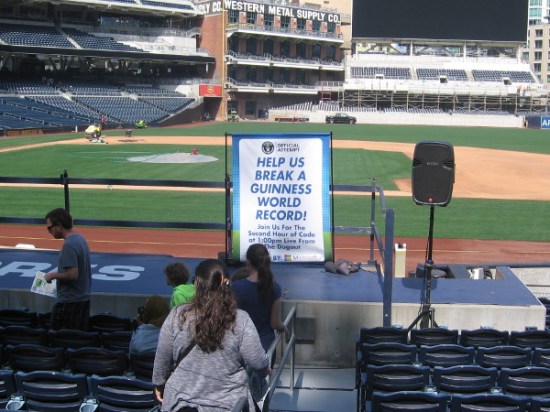 WESTERN METAL SUPPLY CO.
OFFICIAL ATTEMPT
HELP US
BREAK A
GUINNESS
WORLD
RECORD!
Join Us For The
Second Hour of Code
at 1:00pm Live From
The Dugout